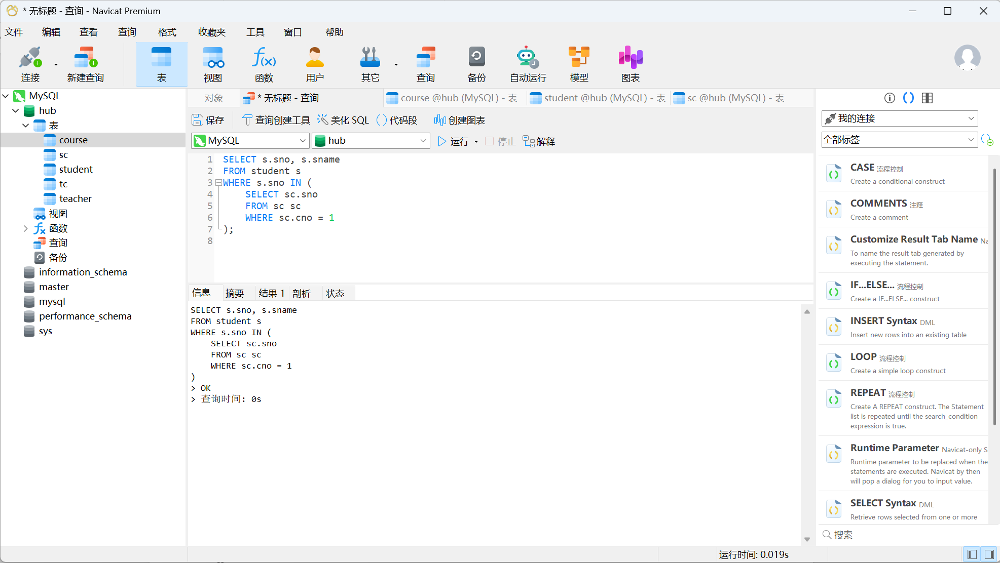 * 无标题 - 查询 - Navicat Premium
文件 编辑 查看 查询 格式 收藏夹 工具 窗口 帮助
连接 新建查询 表 视图 函数 用户 其它 查询 备份 自动运行 模型 图表
MySQL
hub
表
course
sc
student
tc
teacher
视图
函数
查询
备份
information_schema
master
mysql
performance_schema
sys
对象 * 无标题 - 查询 course @hub (MySQL) - 表 student @hub (MySQL) - 表 sc @hub (MySQL) - 表
保存 查询创建工具 美化 SQL 代码段 创建图表
MySQL hub 运行 停止 解释
1 SELECT s.sno, s.sname
2 FROM student s
3 WHERE s.sno IN (
4 SELECT sc.sno
5 FROM sc sc
6 WHERE sc.cno = 1
7 );
8
信息 摘要 结果 1 剖析 状态
SELECT s.sno, s.sname
FROM student s
WHERE s.sno IN (
SELECT sc.sno
FROM sc sc
WHERE sc.cno = 1
)
> OK
> 查询时间: 0s
我的连接
全部标签
CASE 流程控制
Create a conditional construct
COMMENTS 注释
Create a comment
Customize Result Tab Name Na
To name the result tab generated by
executing the statement.
IF...ELSE... 流程控制
Create a IF...ELSE... construct
INSERT Syntax DML
Insert new rows into an existing table
LOOP 流程控制
Create a simple loop construct
REPEAT 流程控制
Create A REPEAT construct. The Statement
list is repeated until the search_condition
expression is true.
Runtime Parameter Navicat-only S
Runtime parameter to be replaced when the
statements are executed. Navicat by then
will pop a dialog for you to input value.
SELECT Syntax DML
Retrieve rows selected from one or more
搜索
运行时间: 0.019s